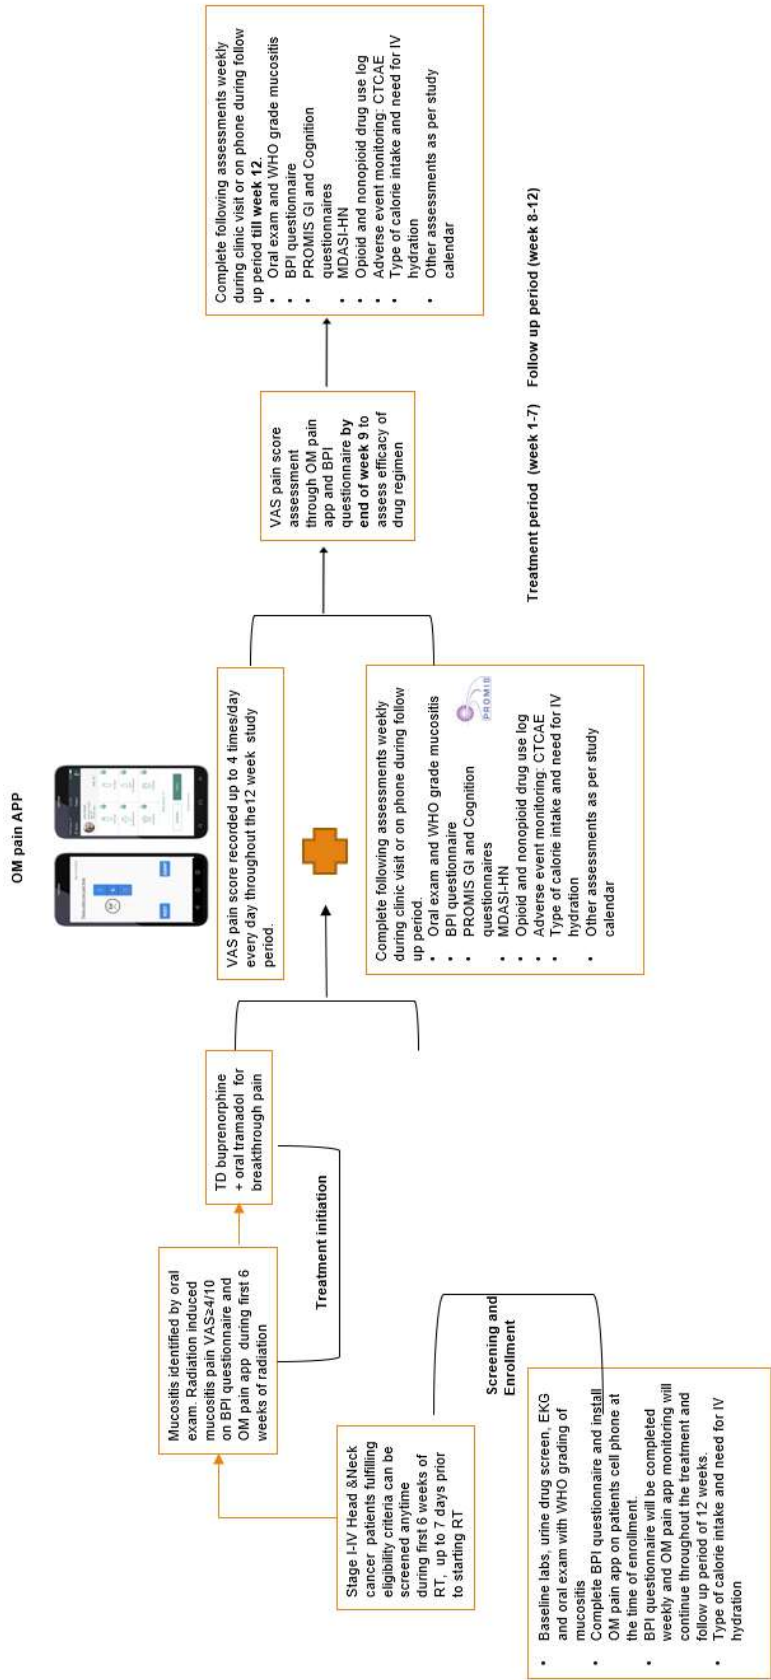 OM pain APP
Stage I-IV Head &Neck
cancer patients fulfilling
eligibility criteria can be
screened anytime
during first 6 weeks of
RT, up to 7 days prior
to starting RT
Screening and
Enrollment
• Baseline labs, urine drug screen, EKG
and oral exam with WHO grading of
mucositis
• Complete BPI questionnaire and install
OM pain app on patients cell phone at
the time of enrollment.
• BPI questionnaire will be completed
weekly and OM pain app monitoring will
continue throughout the treatment and
follow up period of 12 weeks.
• Type of calorie intake and need for IV
hydration
Mucositis identified by oral
exam. Radiation induced
mucositis pain VAS≥4/10
on BPI questionnaire and
OM pain app during first 6
weeks of radiation
Treatment initiation
TD buprenorphine
+ oral tramadol for
breakthrough pain
VAS pain score recorded up to 4 times/day
every day throughout the12 week study
period.
Complete following assessments weekly
during clinic visit or on phone during follow
up period.
• Oral exam and WHO grade mucositis
• BPI questionnaire
• PROMIS GI and Cognition
questionnaires
• MDASI-HN
• Opioid and nonopioid drug use log
• Adverse event monitoring: CTCAE
• Type of calorie intake and need for IV
hydration
• Other assessments as per study
calendar
PROMIS
VAS pain score
assessment
through OM pain
app and BPI
questionnaire by
end of week 9 to
assess efficacy of
drug regimen
Complete following assessments weekly
during clinic visit or on phone during follow
up period till week 12.
• Oral exam and WHO grade mucositis
• BPI questionnaire
• PROMIS GI and Cognition
questionnaires
• MDASI-HN
• Opioid and nonopioid drug use log
• Adverse event monitoring: CTCAE
• Type of calorie intake and need for IV
hydration
• Other assessments as per study
calendar
Treatment period (week 1-7) Follow up period (week 8-12)